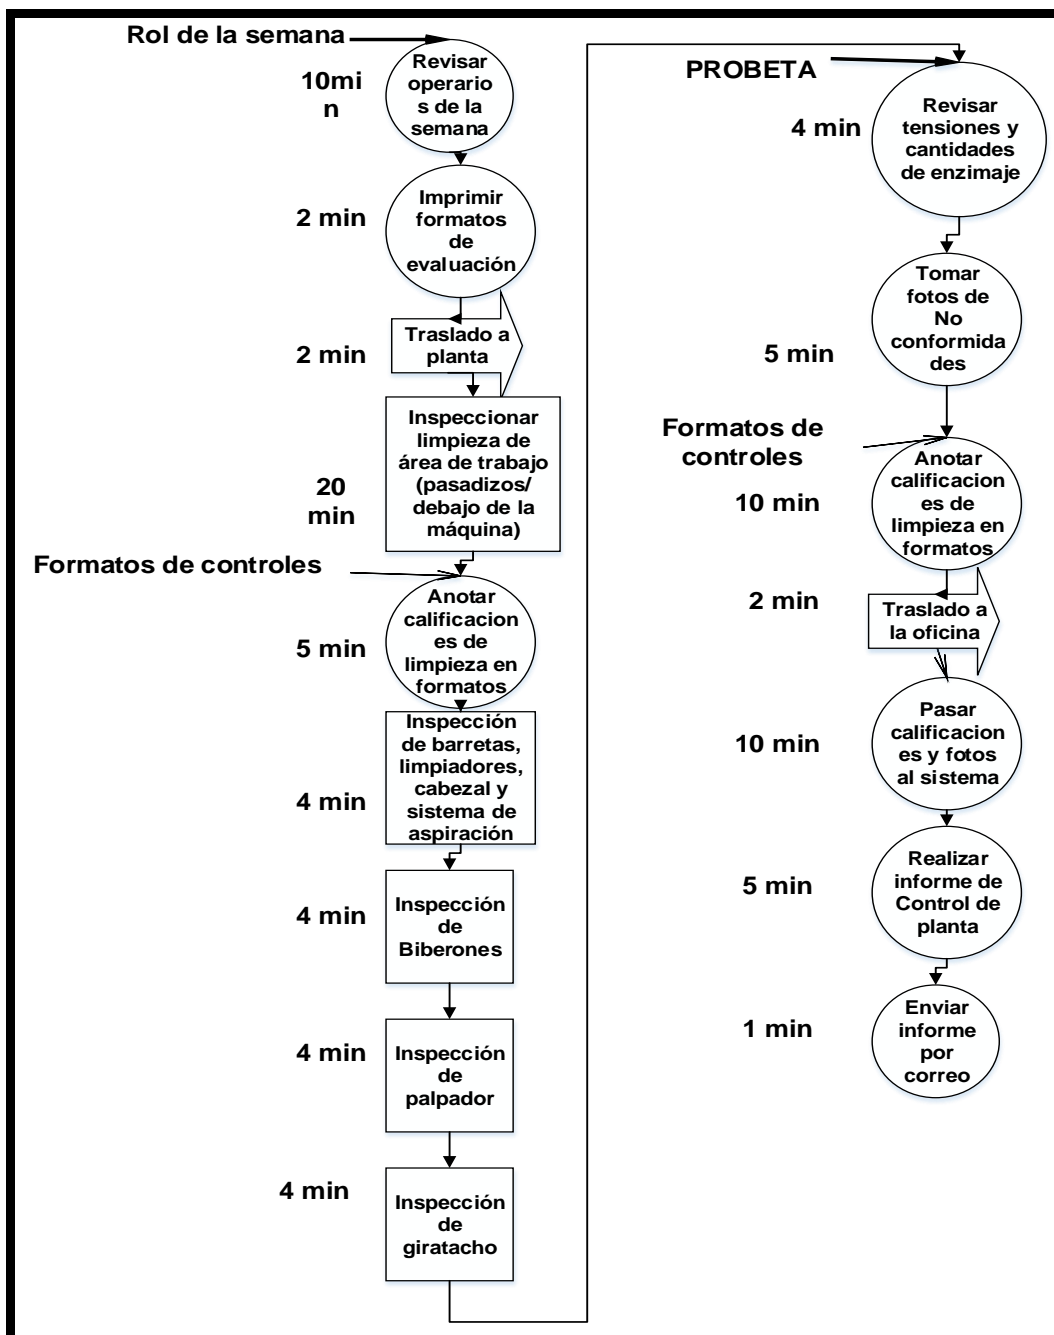 Rol de la semana
10mi
n
Revisar
operario
s de la
semana
2 min
Imprimir
formatos
de
evaluación
2 min
Traslado a
planta
20
min
Inspeccionar
limpieza de
área de trabajo
(pasadizos/
debajo de la
máquina)
Formatos de controles
5 min
Anotar
calificacion
es de
limpieza en
formatos
4 min
Inspección
de barretas,
limpiadores,
cabezal y
sistema de
aspiración
4 min
Inspección
de
Biberones
4 min
Inspección
de
palpador
4 min
Inspección
de
giratacho
PROBETA
4 min
Revisar
tensiones y
cantidades
de enzimaje
5 min
Tomar
fotos de
No
conformida
des
Formatos de
controles
10 min
Anotar
calificacion
es de
limpieza en
formatos
2 min
Traslado a
la oficina
10 min
Pasar
calificacion
es y fotos
al sistema
5 min
Realizar
informe de
Control de
planta
1 min
Enviar
informe
por
correo